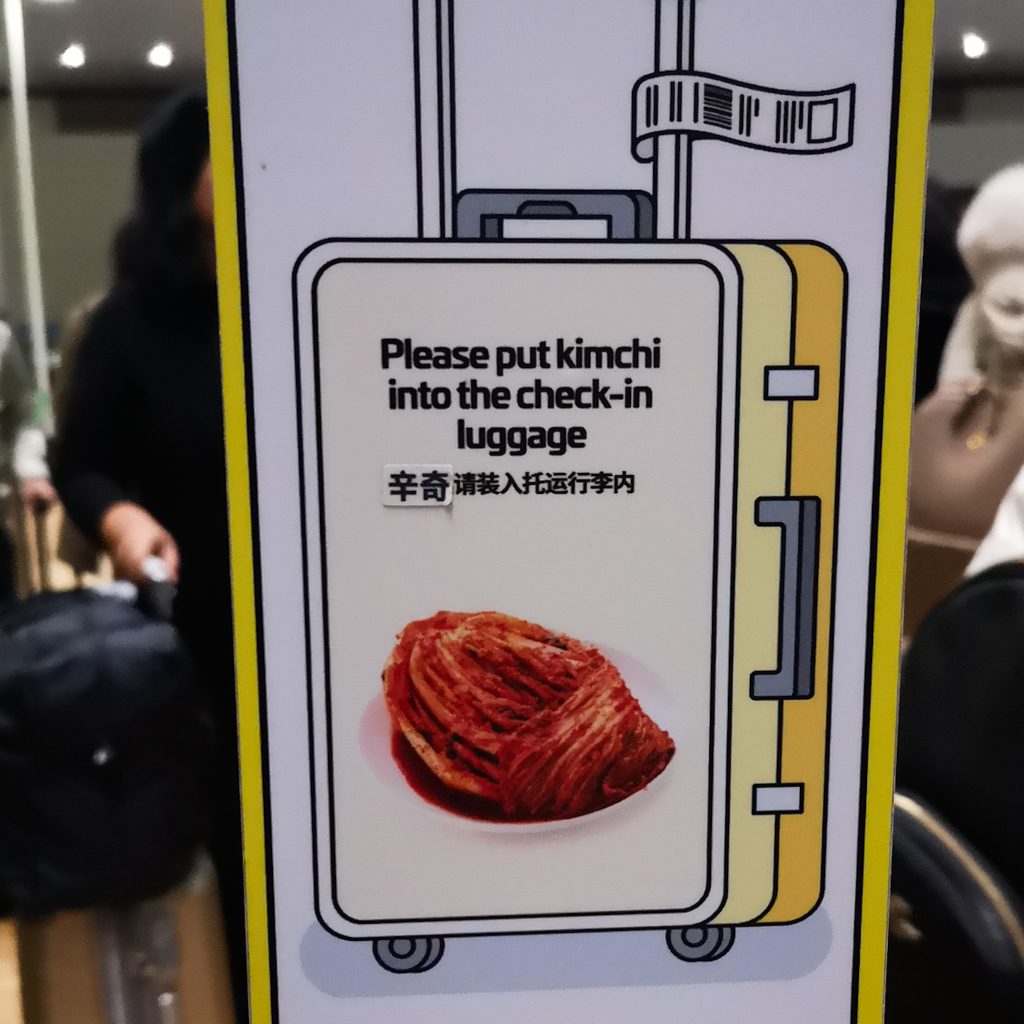 Please put kimchi
into the check-in
luggage
辛奇请装入托运行李内